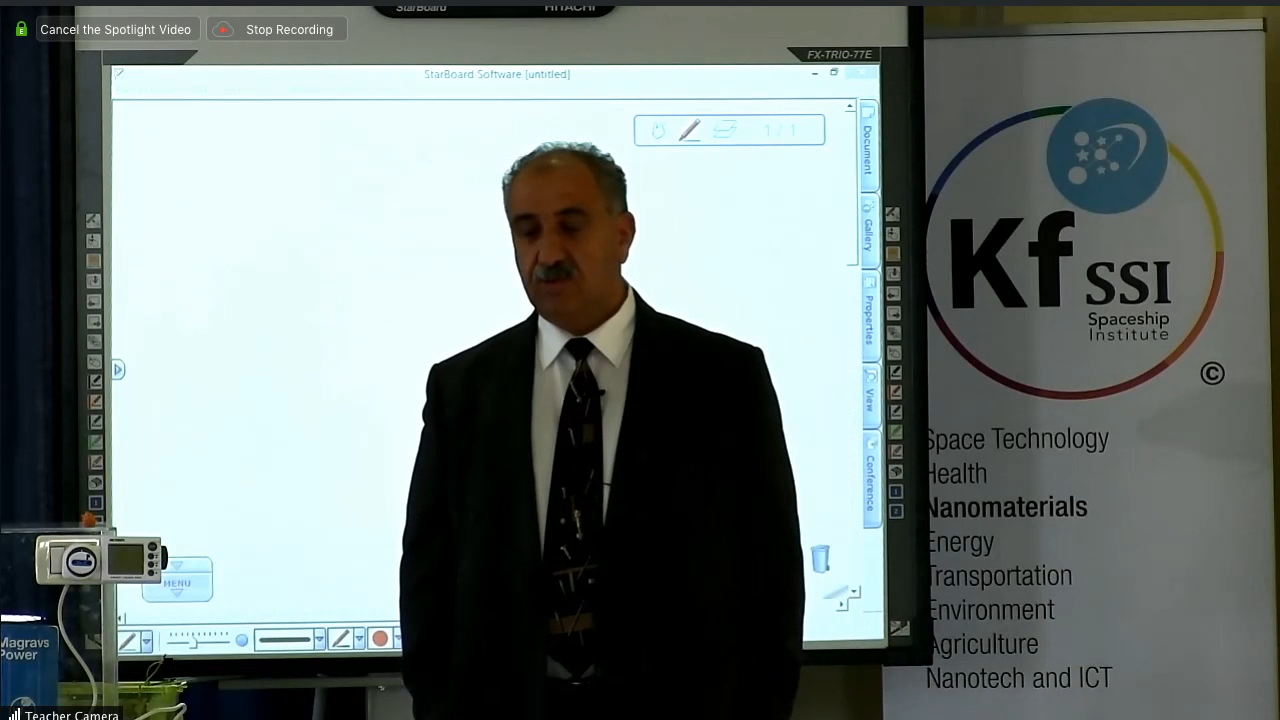 StarBoard
HITACHI
Cancel the Spotlight Video
Stop Recording
FX-TRIO-77E
StarBoard Software [untitled]
1 / 1
Document
Gallery
Properties
View
Conference
MENU
Kf SSI
Spaceship
Institute
©
Space Technology
Health
Nanomaterials
Energy
Transportation
Environment
Agriculture
Nanotech and ICT
Magravs
Power
Teacher Camera